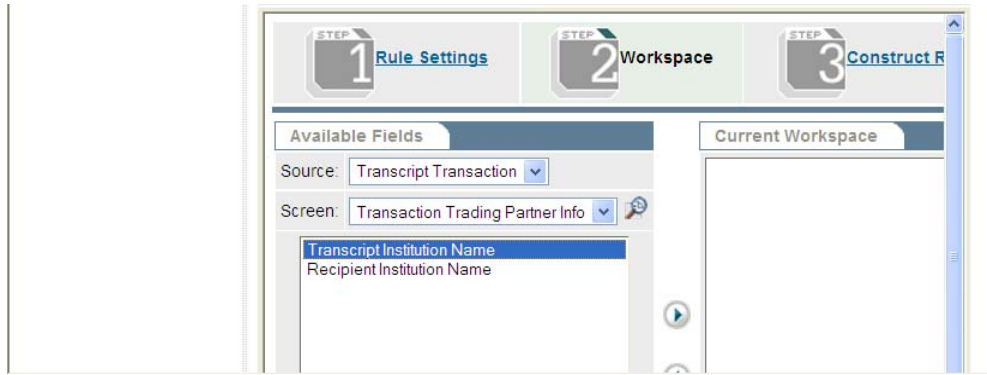 STEP 1 Rule Settings
STEP 2 Workspace
STEP 3 Construct R
Available Fields
Current Workspace
Source: Transcript Transaction
Screen: Transaction Trading Partner Info
Transcript Institution Name
Recipient Institution Name